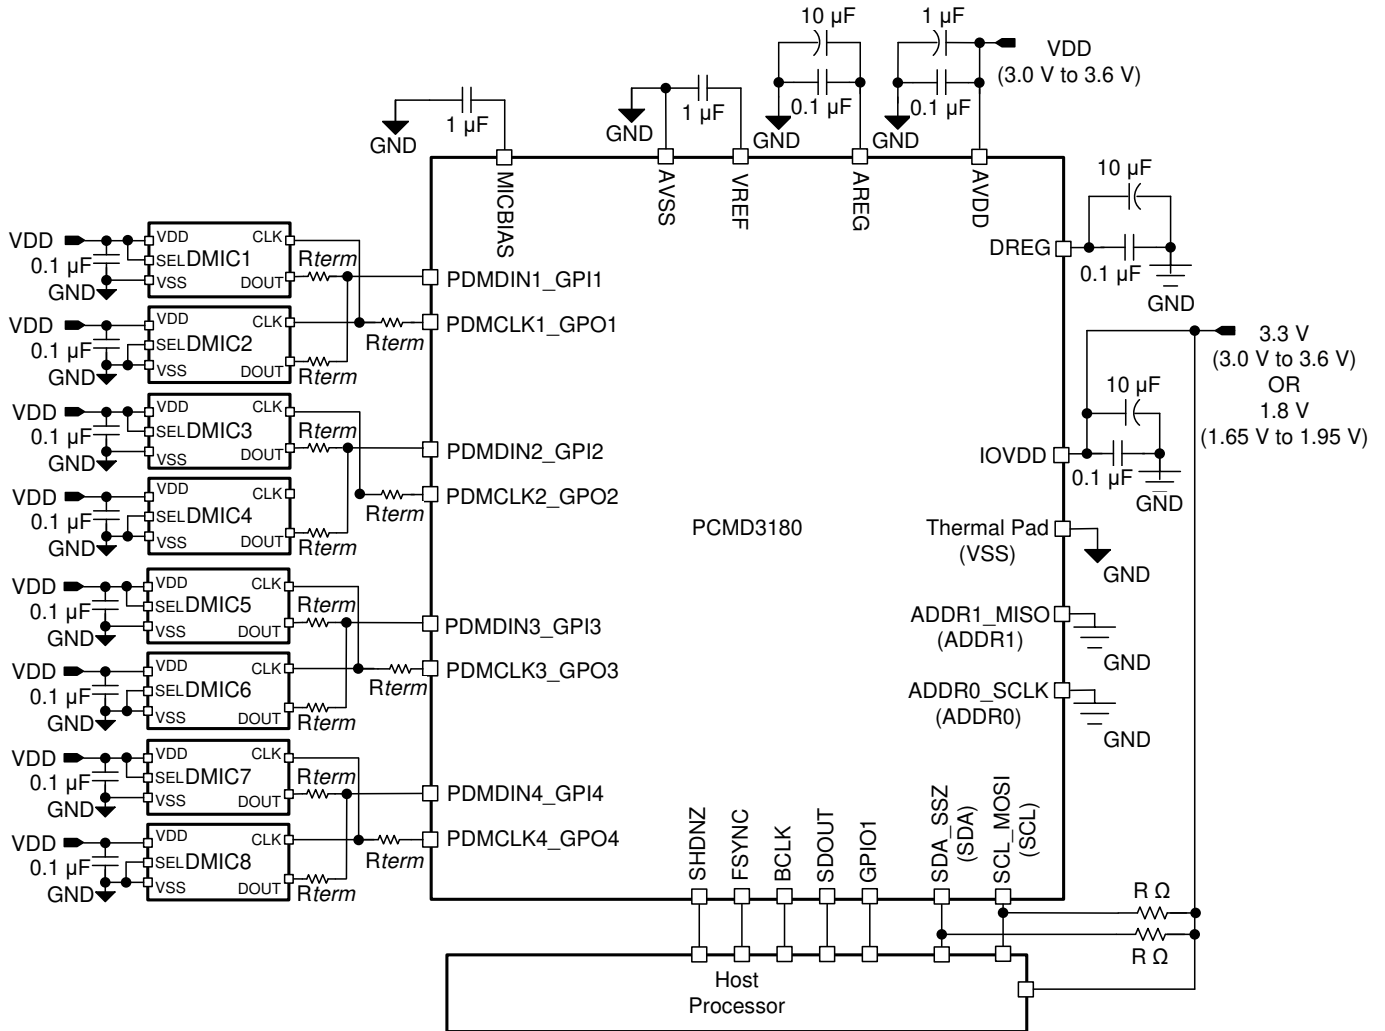 10 µF
1 µF
VDD
(3.0 V to 3.6 V)
0.1 µF
0.1 µF
1 µF
1 µF
GND
GND
GND
GND
MICBIAS
AVSS
VREF
AREG
AVDD
10 µF
DREG
0.1 µF
GND
3.3 V
(3.0 V to 3.6 V)
OR
1.8 V
(1.65 V to 1.95 V)
10 µF
IOVDD
0.1 µF
GND
Thermal Pad
(VSS)
GND
ADDR1_MISO
(ADDR1)
GND
ADDR0_SCLK
(ADDR0)
GND
PCMD3180
VDD
0.1 µF
GND
VDD
SEL
VSS
DMIC1
CLK
DOUT
Rterm
PDMDIN1_GPI1
VDD
0.1 µF
GND
VDD
SEL
VSS
DMIC2
CLK
DOUT
Rterm
Rterm
PDMCLK1_GPO1
VDD
0.1 µF
GND
VDD
SEL
VSS
DMIC3
CLK
DOUT
Rterm
PDMDIN2_GPI2
VDD
0.1 µF
GND
VDD
SEL
VSS
DMIC4
CLK
DOUT
Rterm
Rterm
PDMCLK2_GPO2
VDD
0.1 µF
GND
VDD
SEL
VSS
DMIC5
CLK
DOUT
Rterm
PDMDIN3_GPI3
VDD
0.1 µF
GND
VDD
SEL
VSS
DMIC6
CLK
DOUT
Rterm
Rterm
PDMCLK3_GPO3
VDD
0.1 µF
GND
VDD
SEL
VSS
DMIC7
CLK
DOUT
Rterm
PDMDIN4_GPI4
VDD
0.1 µF
GND
VDD
SEL
VSS
DMIC8
CLK
DOUT
Rterm
Rterm
PDMCLK4_GPO4
SHDNZ
FSYNC
BCLK
SDOUT
GPIO1
SDA_SSZ
(SDA)
SCL_MOSI
(SCL)
R Ω
R Ω
Host
Processor